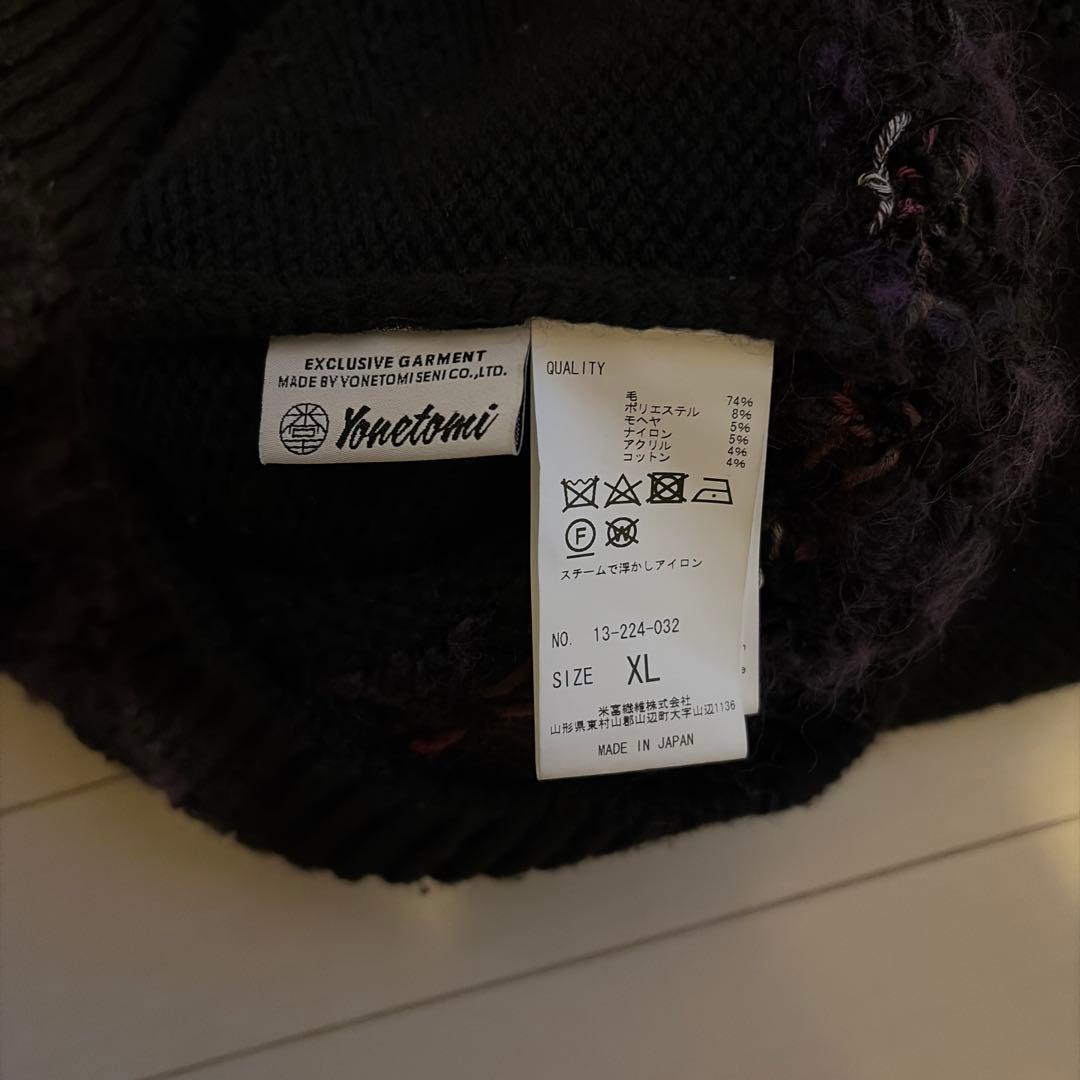 EXCLUSIVE GARMENT
MADE BY YONETOMI SENI CO.,LTD.
Yonetomi
QUALITY
毛 74%
ポリエステル 8%
モヘヤ 5%
ナイロン 5%
アクリル 4%
コットン 4%
F W
スチームで浮かしアイロン
NO. 13-224-032
SIZE XL
米富繊維株式会社
山形県東村山郡山辺町大字山辺1136
MADE IN JAPAN